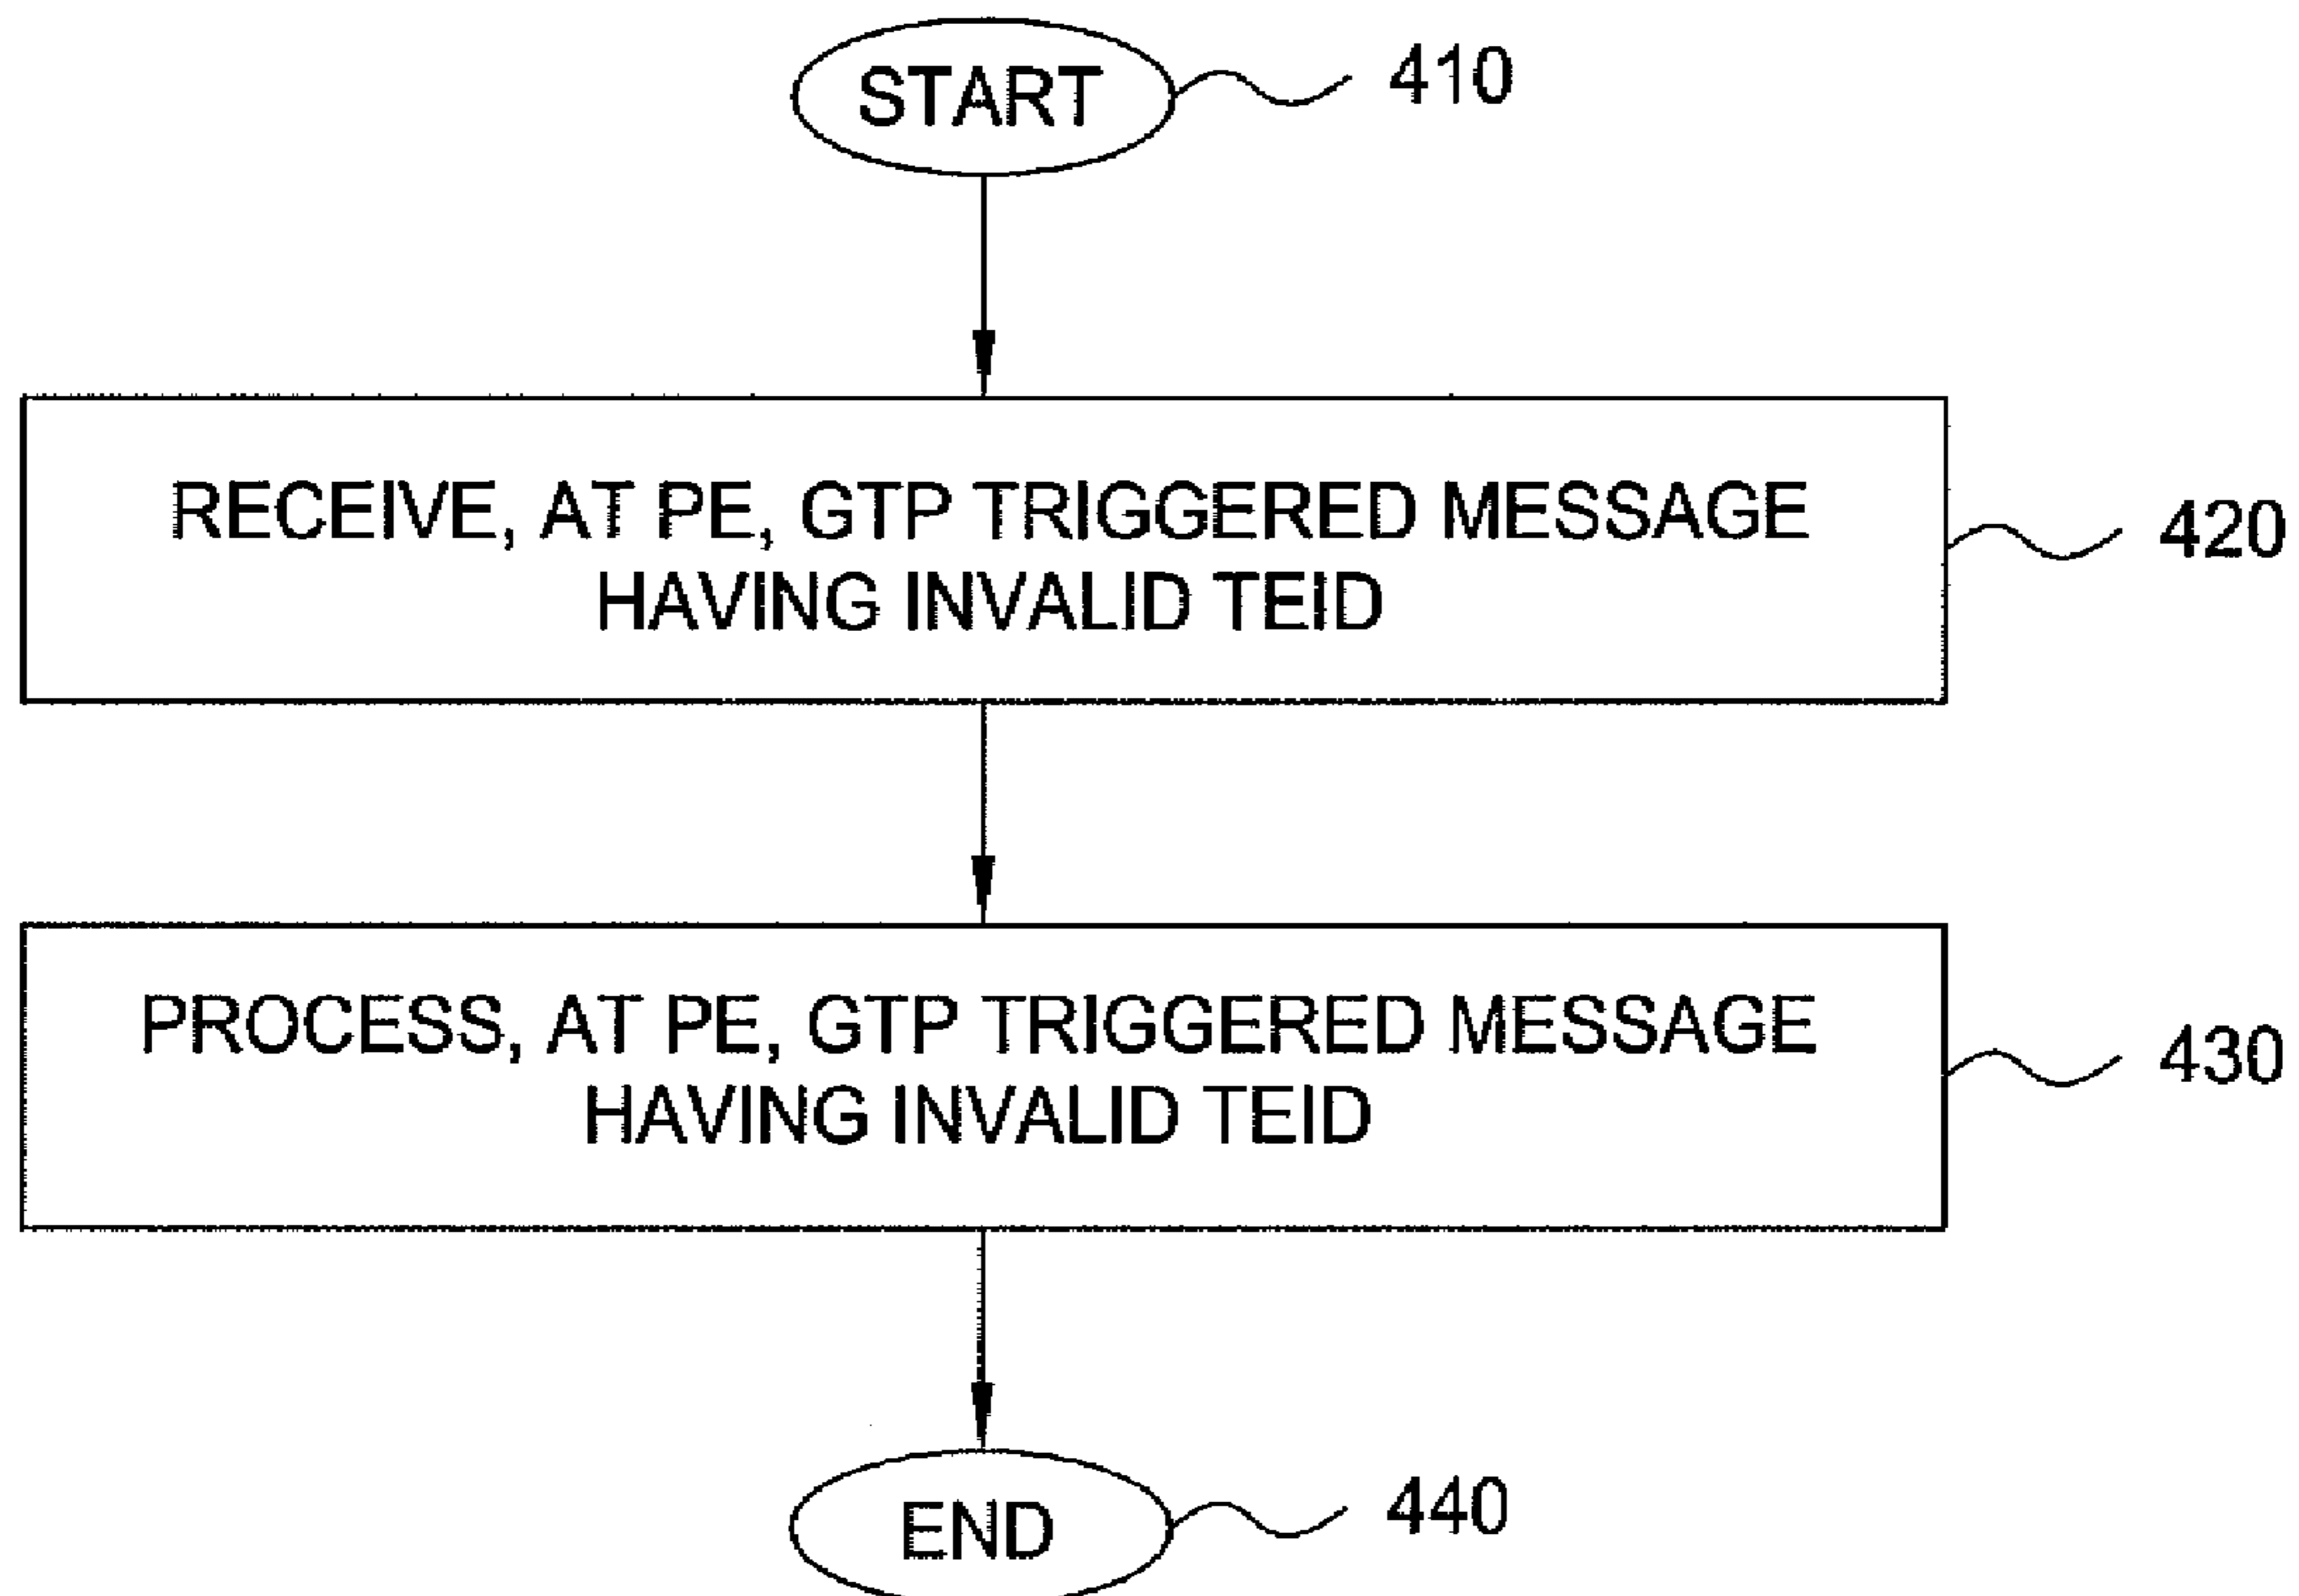 START
410
RECEIVE, AT PE, GTP TRIGGERED MESSAGE
HAVING INVALID TEID
420
PROCESS, AT PE, GTP TRIGGERED MESSAGE
HAVING INVALID TEID
430
END
440